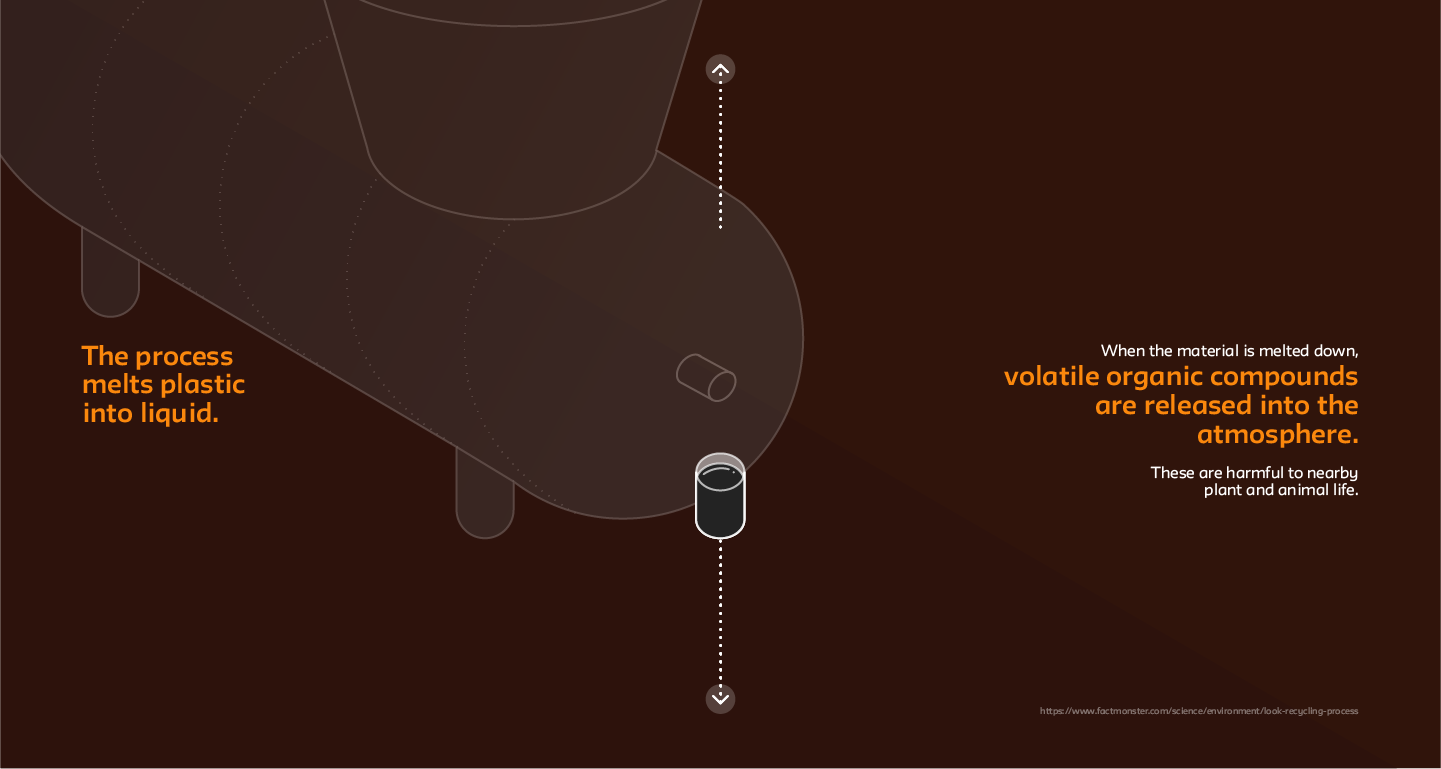 The process
melts plastic
into liquid.
When the material is melted down,
volatile organic compounds
are released into the
atmosphere.
These are harmful to nearby
plant and animal life.
https://www.factmonster.com/science/environment/look-recycling-process